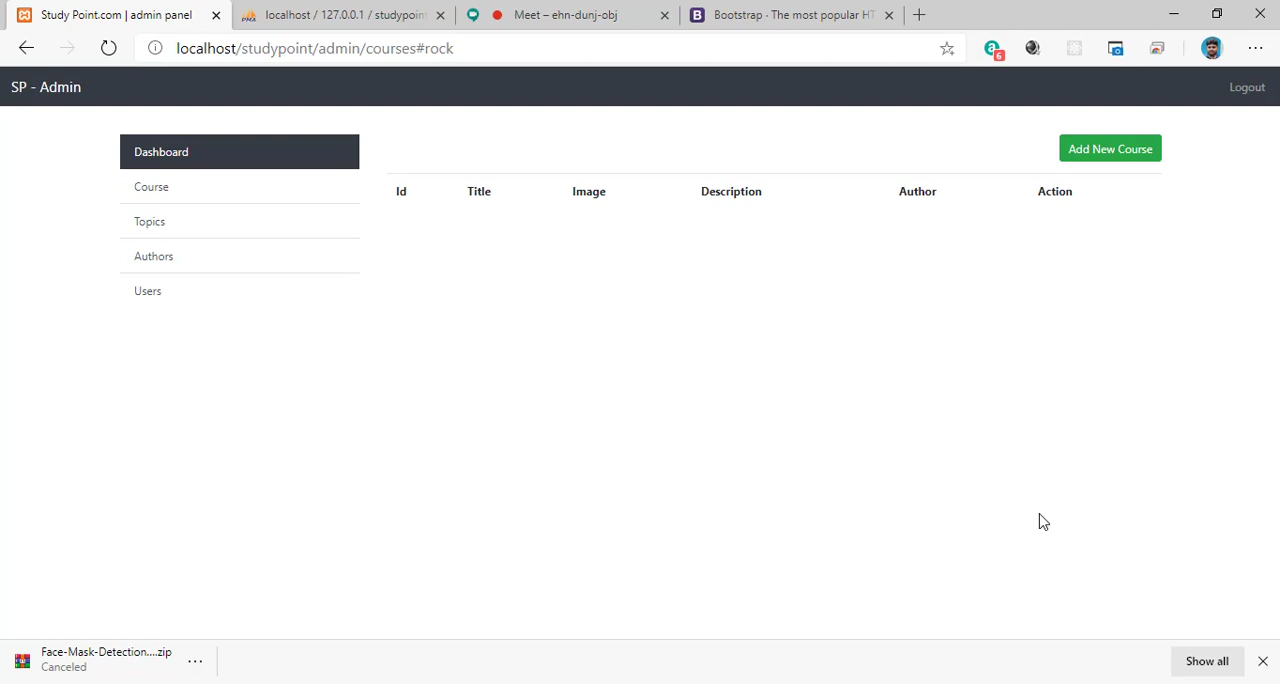 Study Point.com | admin panel
localhost / 127.0.0.1 / studypoint
Meet – ehn-dunj-obj
Bootstrap · The most popular HT
localhost/studypoint/admin/courses#rock
6
SP - Admin
Logout
Dashboard
Course
Topics
Authors
Users
Add New Course
Id Title Image Description Author Action
Face-Mask-Detection....zip
Canceled
Show all